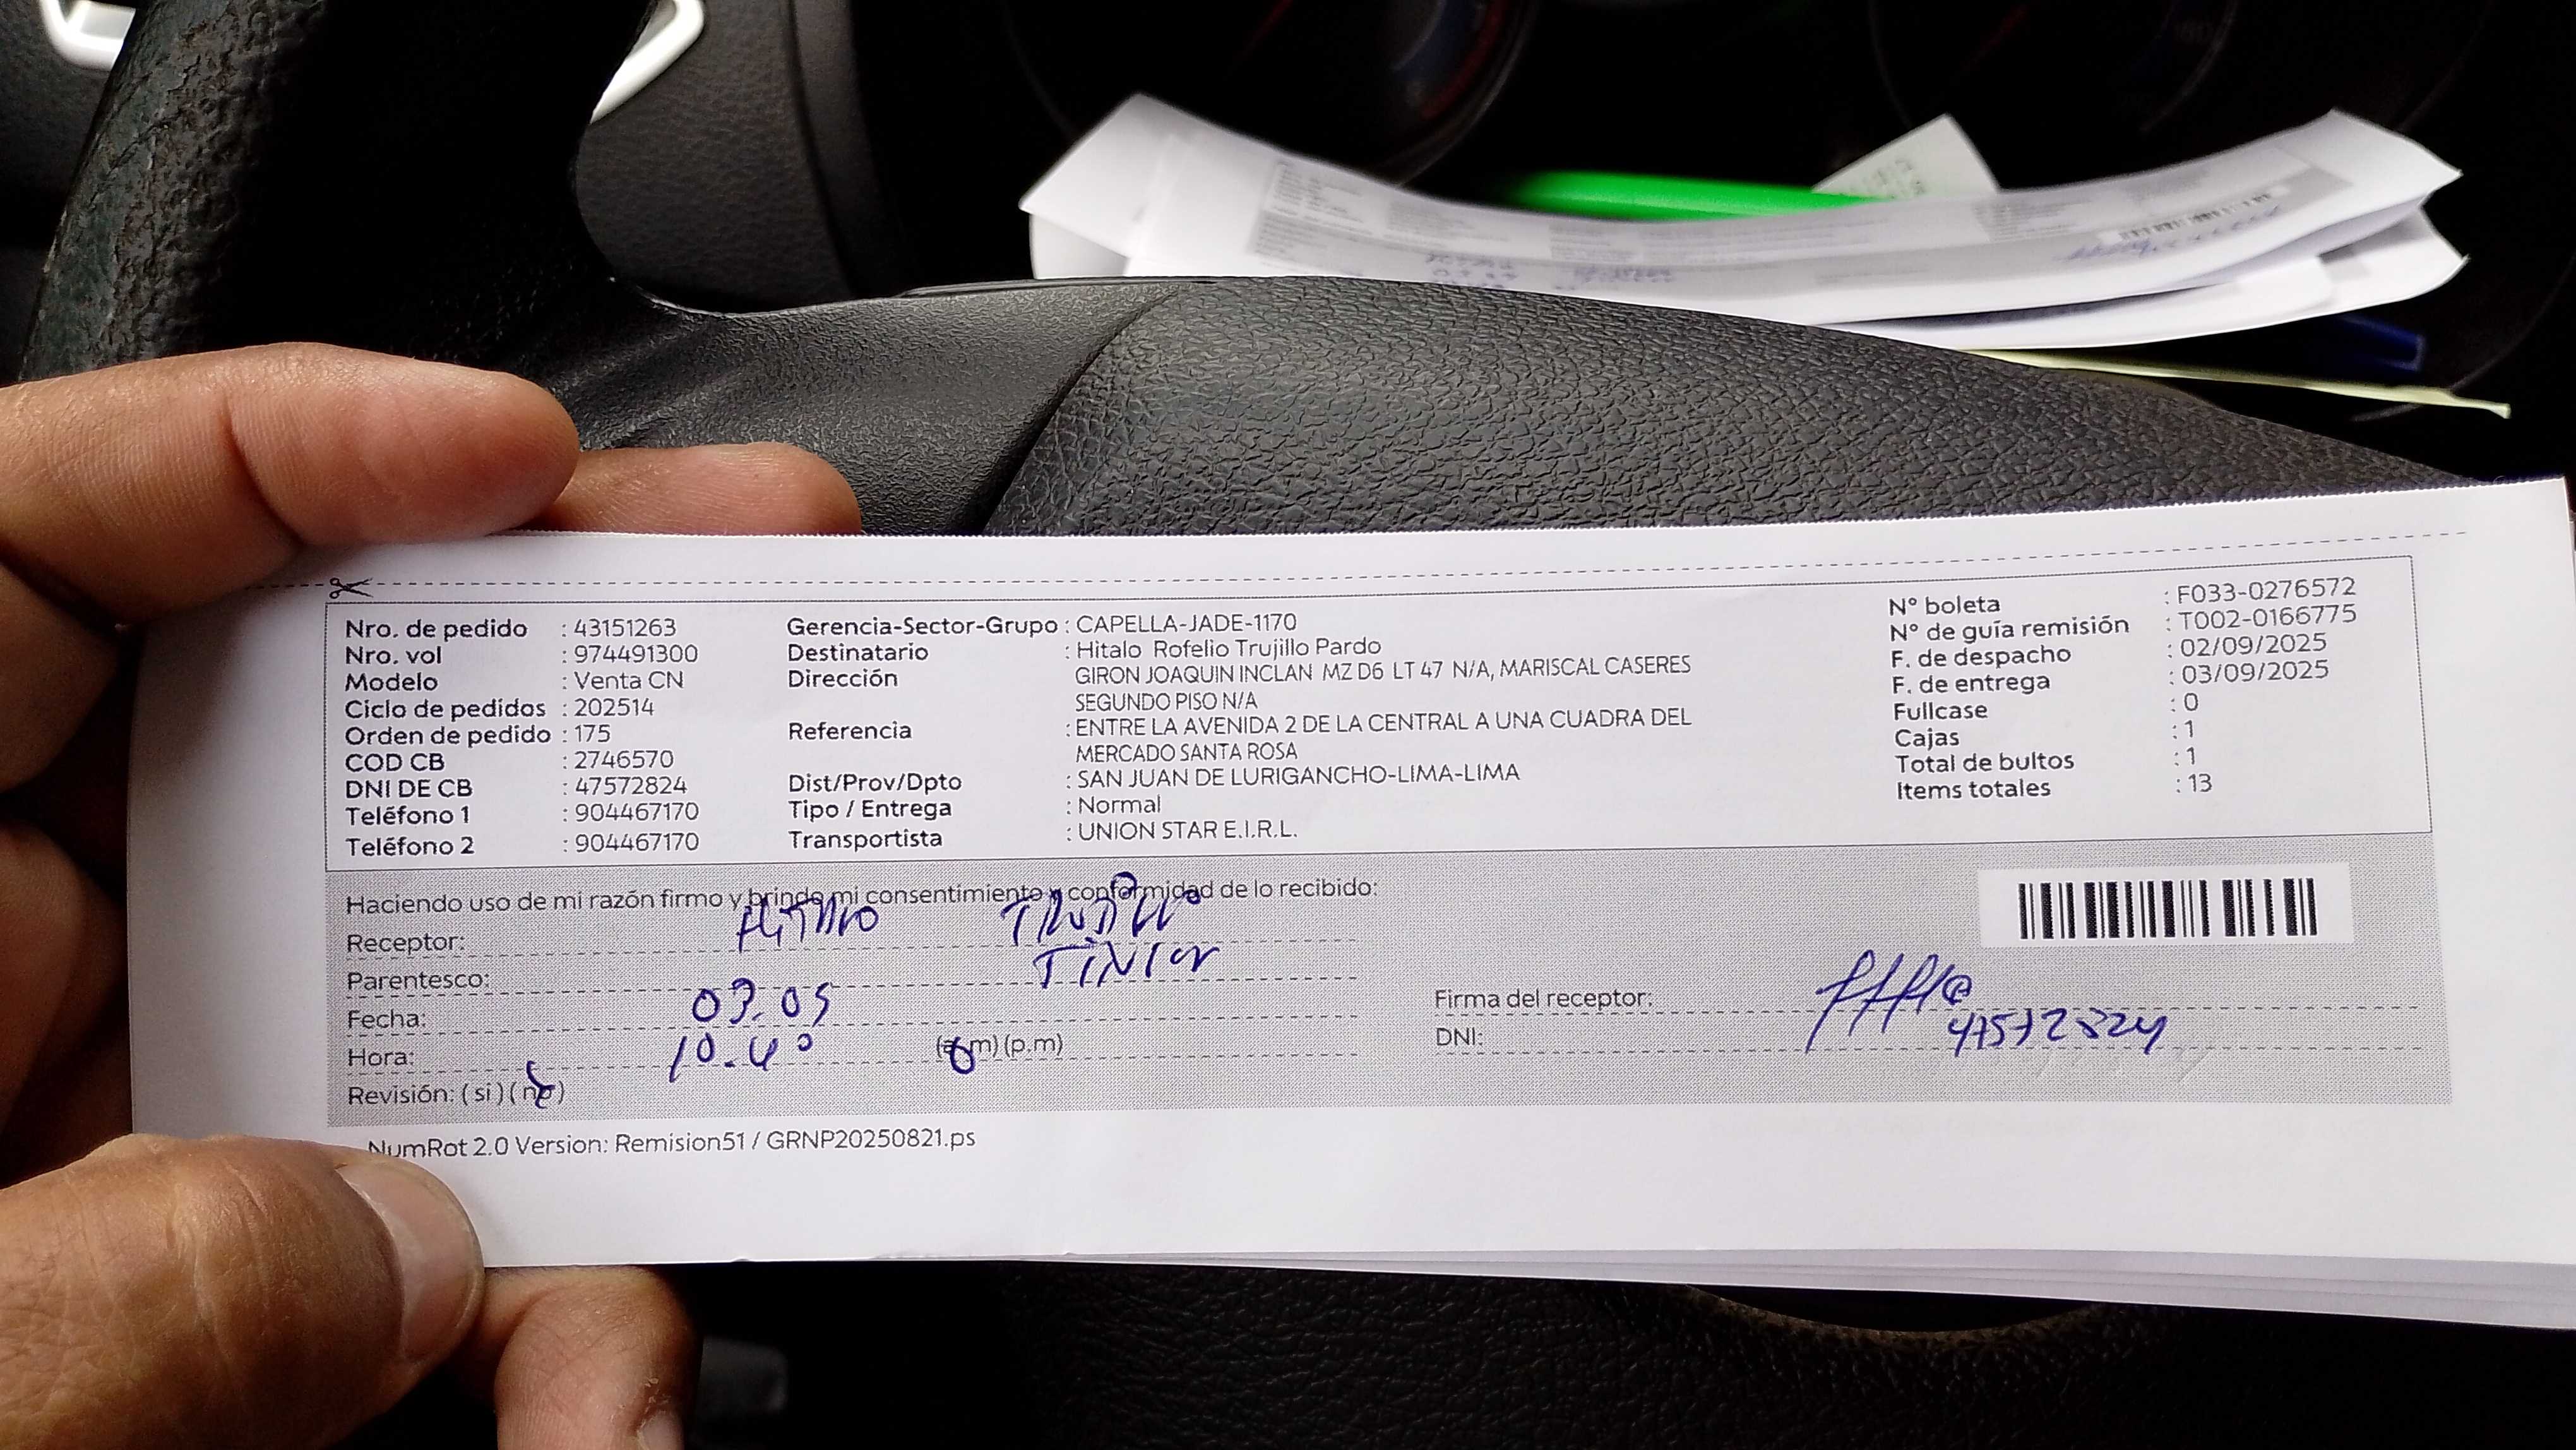 Nro. de pedido : 43151263
Nro. vol : 974491300
Modelo : Venta CN
Ciclo de pedidos : 202514
Orden de pedido : 175
COD CB : 2746570
DNI DE CB : 47572824
Teléfono 1 : 904467170
Teléfono 2 : 904467170
Gerencia-Sector-Grupo : CAPELLA-JADE-1170
Destinatario : Hitalo Rofelio Trujillo Pardo
Dirección GIRON JOAQUIN INCLAN MZ D6 LT 47 N/A, MARISCAL CASERES
SEGUNDO PISO N/A
Referencia : ENTRE LA AVENIDA 2 DE LA CENTRAL A UNA CUADRA DEL
MERCADO SANTA ROSA
Dist/Prov/Dpto : SAN JUAN DE LURIGANCHO-LIMA-LIMA
Tipo / Entrega : Normal
Transportista : UNION STAR E.I.R.L.
N° boleta : F033-0276572
N° de guía remisión : T002-0166775
F. de despacho : 02/09/2025
F. de entrega : 03/09/2025
Fullcase : 0
Cajas : 1
Total de bultos : 1
Items totales : 13
Haciendo uso de mi razón firmo y brindo mi consentimiento y conformidad de lo recibido:
Receptor:
Parentesco:
Fecha: 03.09
Hora: 10.40 (a.m) (p.m)
Revisión: ( si ) ( no )
Firma del receptor:
DNI: 47572824
NumRot 2.0 Version: Remision51 / GRNP20250821.ps